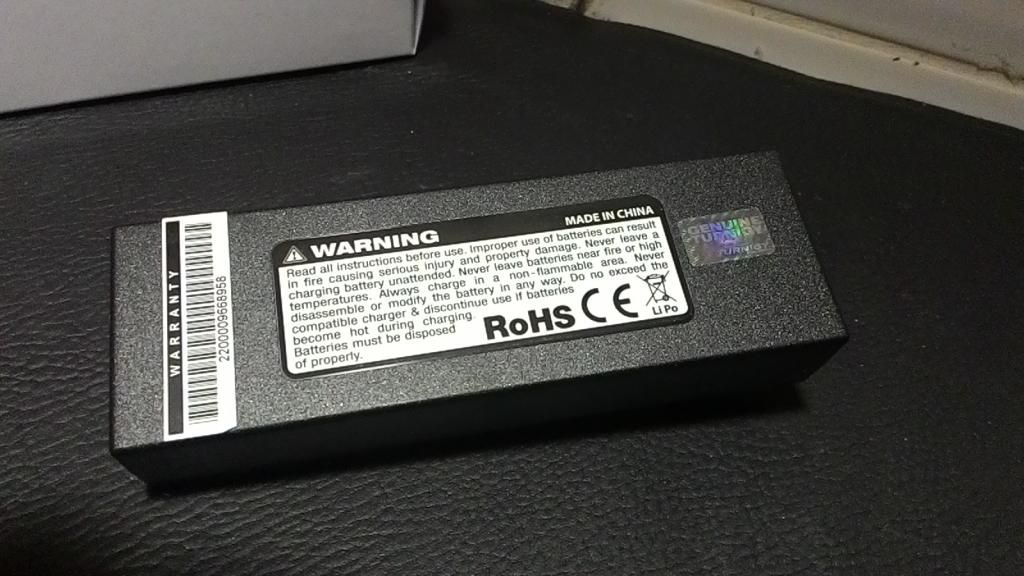 WARRANTY
2200009668958
WARNING
MADE IN CHINA
Read all instructions before use. Improper use of batteries can result
in fire causing serious injury and property damage. Never leave a
charging battery unattended. Never leave batteries near fire or high
temperatures. Always charge in a non-flammable area. Never
disassemble or modify the battery in any way. Do no exceed the
compatible charger & discontinue use if batteries
become hot during charging.
Batteries must be disposed
of properly.
RoHS CE
Li Po
GENUINE
TURNIGY